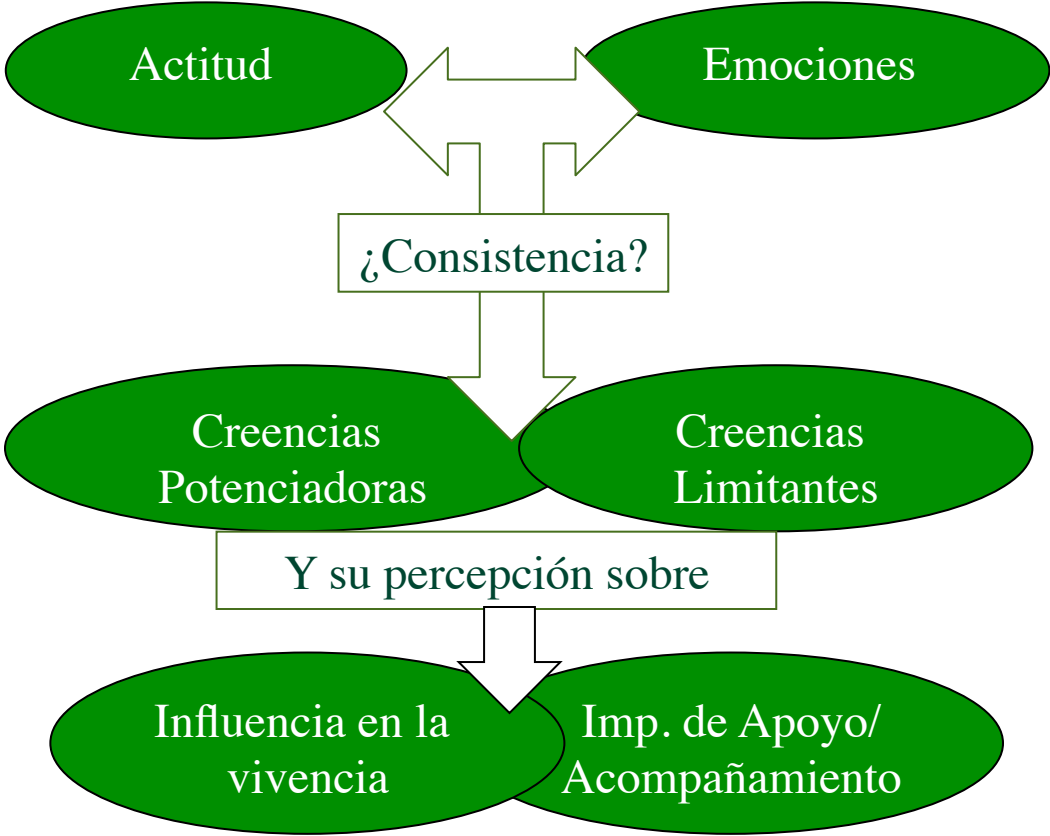 Actitud
Emociones
¿Consistencia?
Creencias
Potenciadoras
Creencias
Limitantes
Y su percepción sobre
Influencia en la
vivencia
Imp. de Apoyo/
Acompañamiento